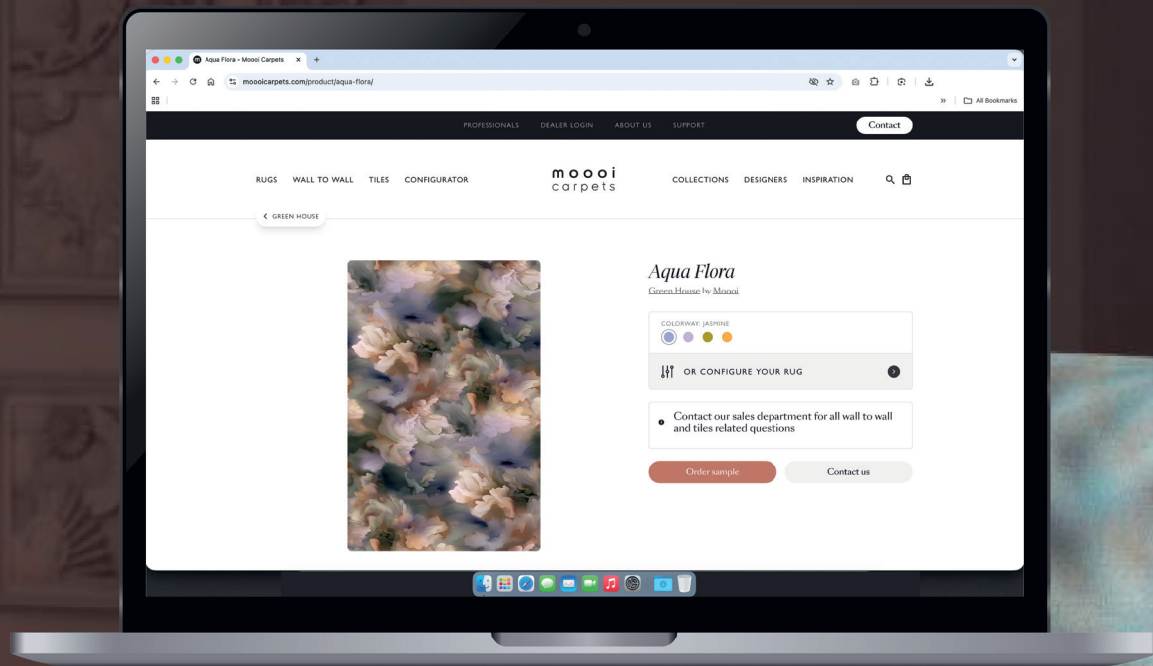 Aqua Flora - Moooi Carpets
moooicarpets.com/product/aqua-flora/
All Bookmarks
PROFESSIONALS DEALER LOGIN ABOUT US SUPPORT Contact
RUGS WALL TO WALL TILES CONFIGURATOR moooi carpets COLLECTIONS DESIGNERS INSPIRATION
GREEN HOUSE
Aqua Flora
Green House by Moooi
COLORWAY: JASMINE
OR CONFIGURE YOUR RUG
Contact our sales department for all wall to wall
and tiles related questions
Order sample Contact us